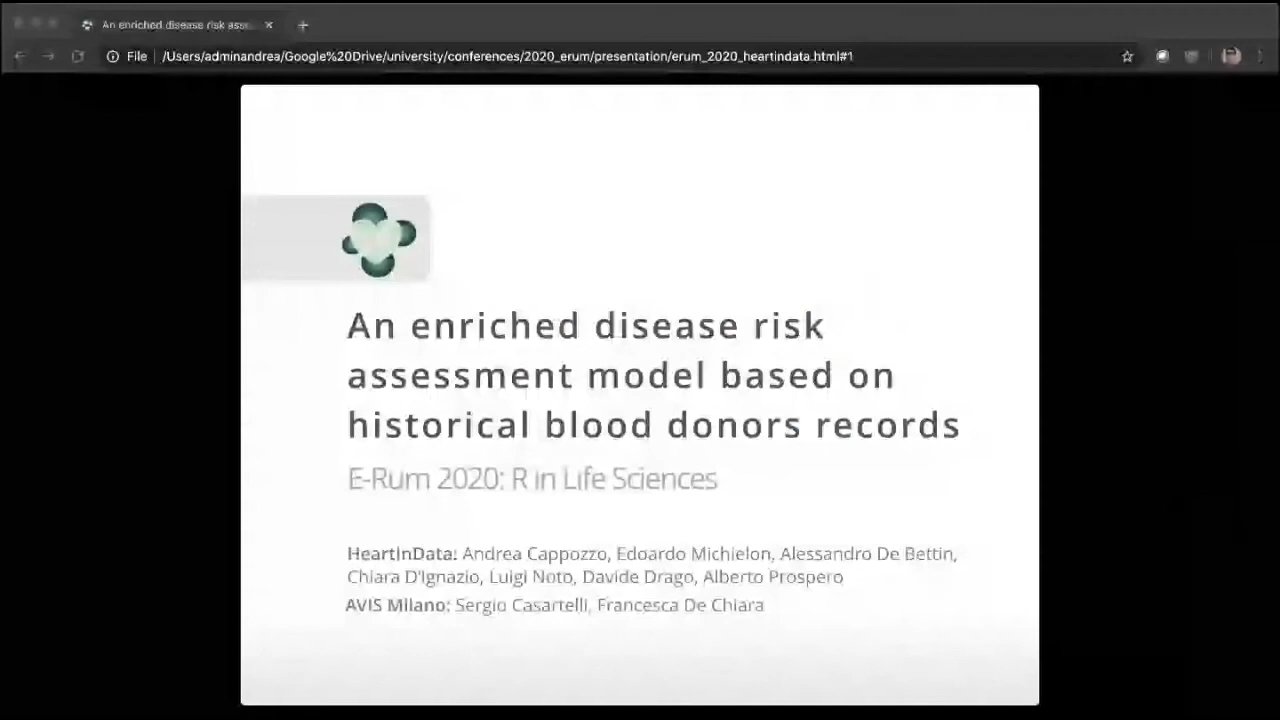 An enriched disease risk asse
File
/Users/adminandrea/Google%20Drive/university/conferences/2020_erum/presentation/erum_2020_heartindata.html#1
An enriched disease risk
assessment model based on
historical blood donors records
E-Rum 2020: R in Life Sciences
HeartInData: Andrea Cappozzo, Edoardo Michielon, Alessandro De Bettin,
Chiara D'Ignazio, Luigi Noto, Davide Drago, Alberto Prospero
AVIS Milano: Sergio Casartelli, Francesca De Chiara